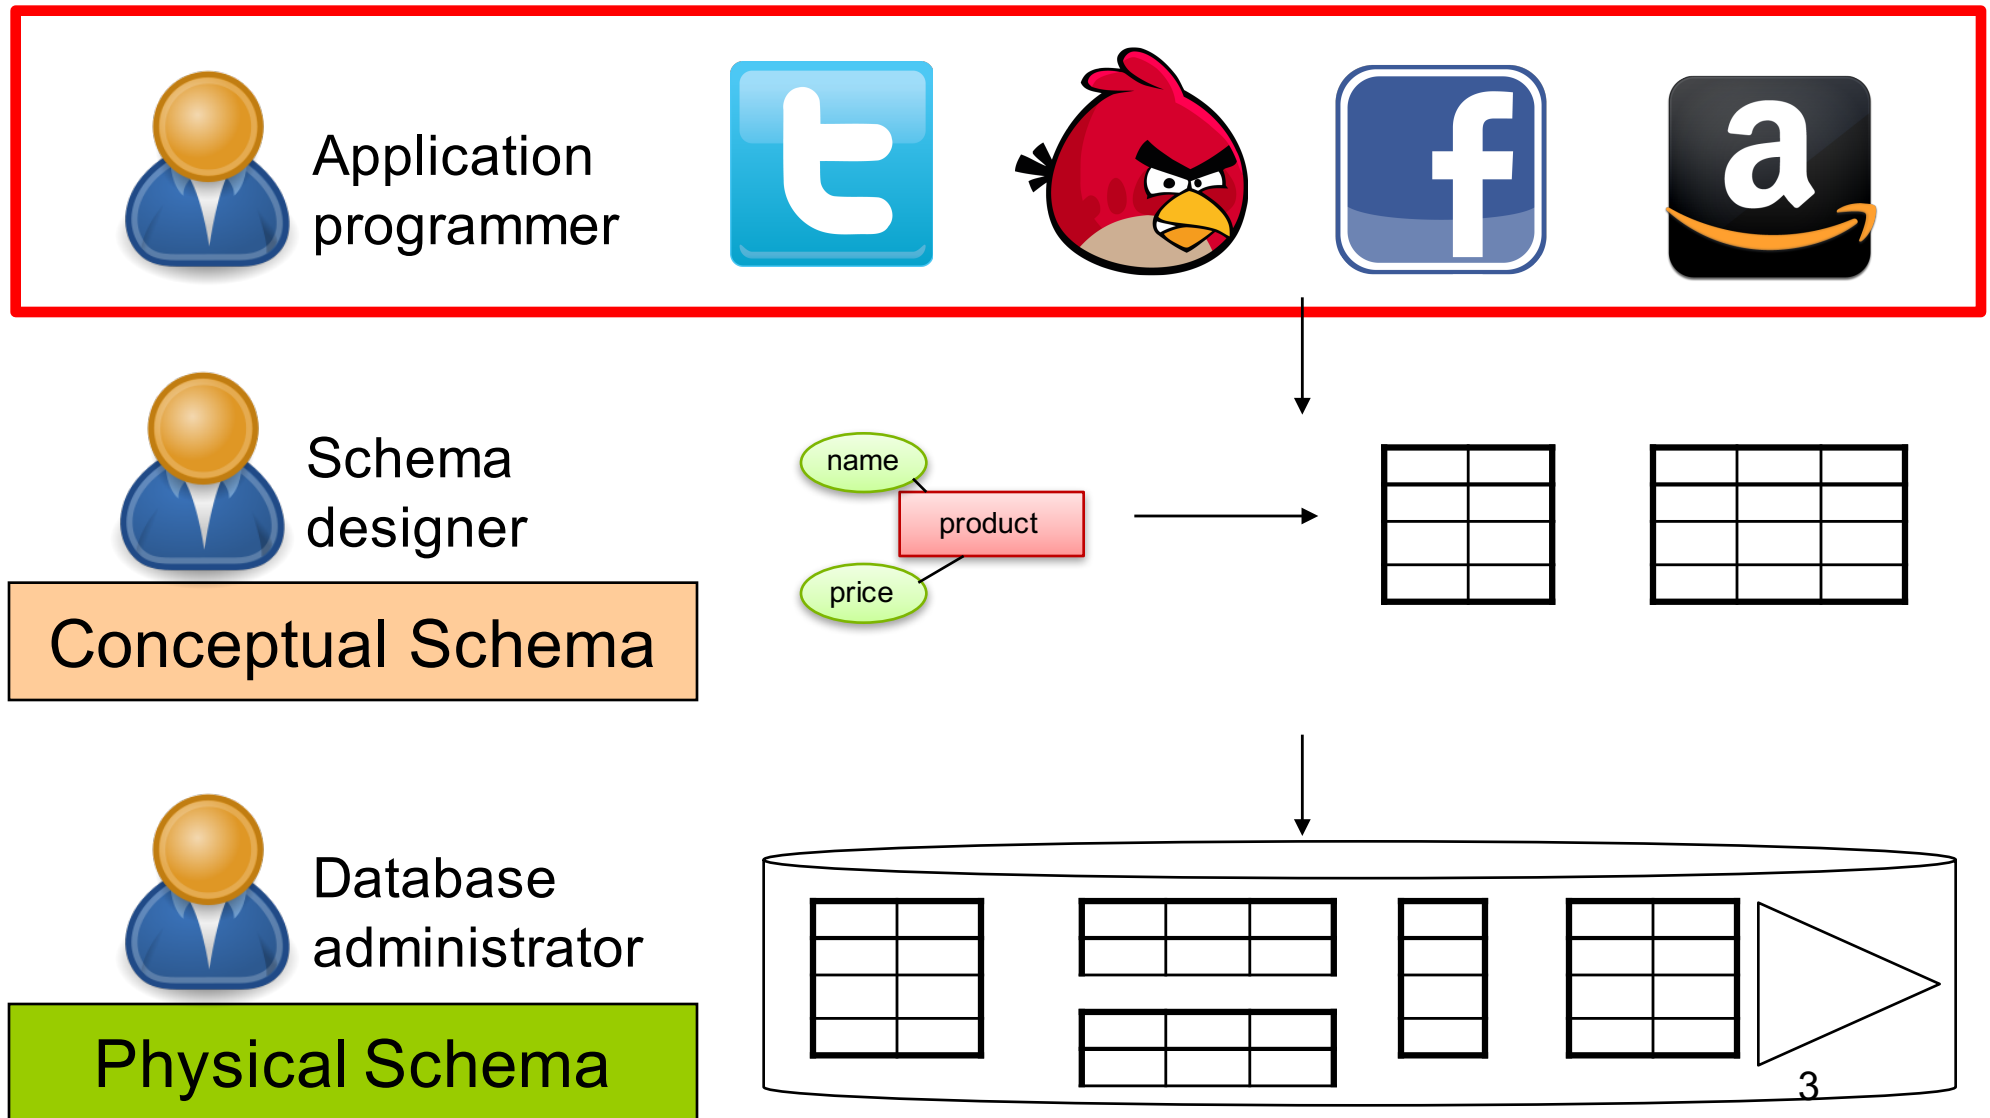 Application
programmer
t
f
a
Schema
designer
name
product
price
Conceptual Schema
Database
administrator
Physical Schema
3